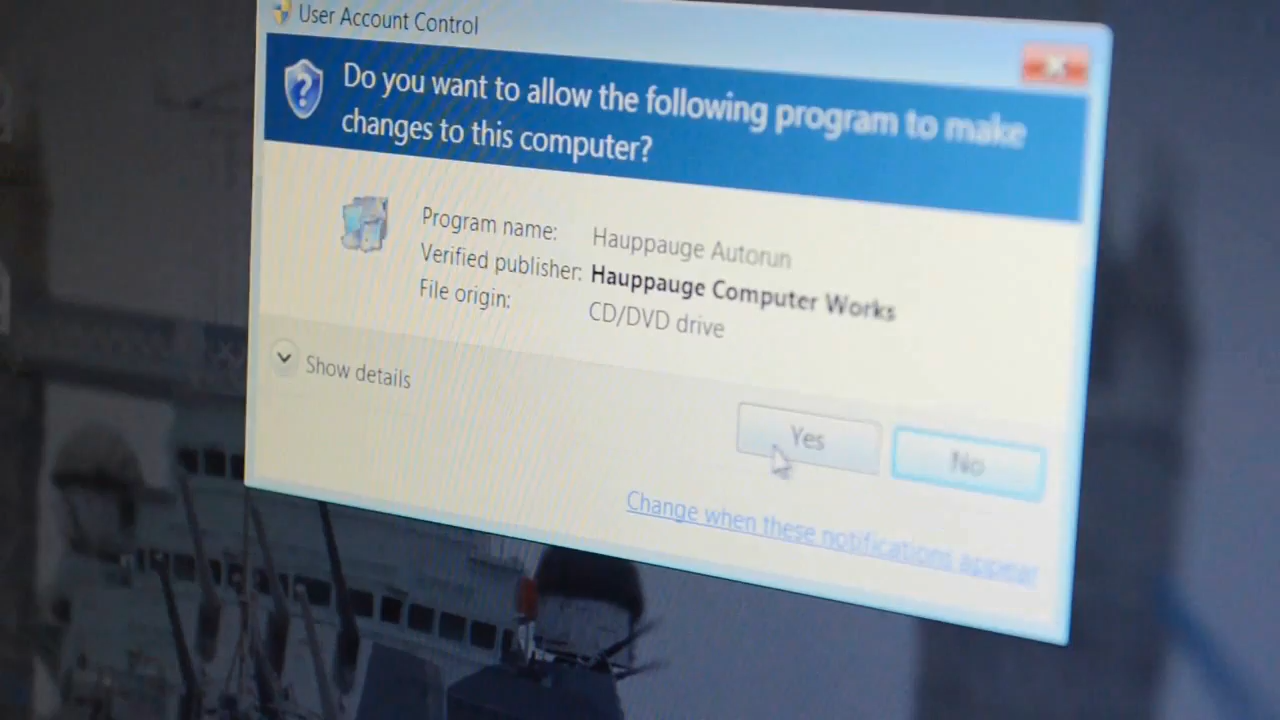 User Account Control
Do you want to allow the following program to make
changes to this computer?
Program name: Hauppauge Autorun
Verified publisher: Hauppauge Computer Works
File origin: CD/DVD drive
Show details
Yes No
Change when these notifications appear